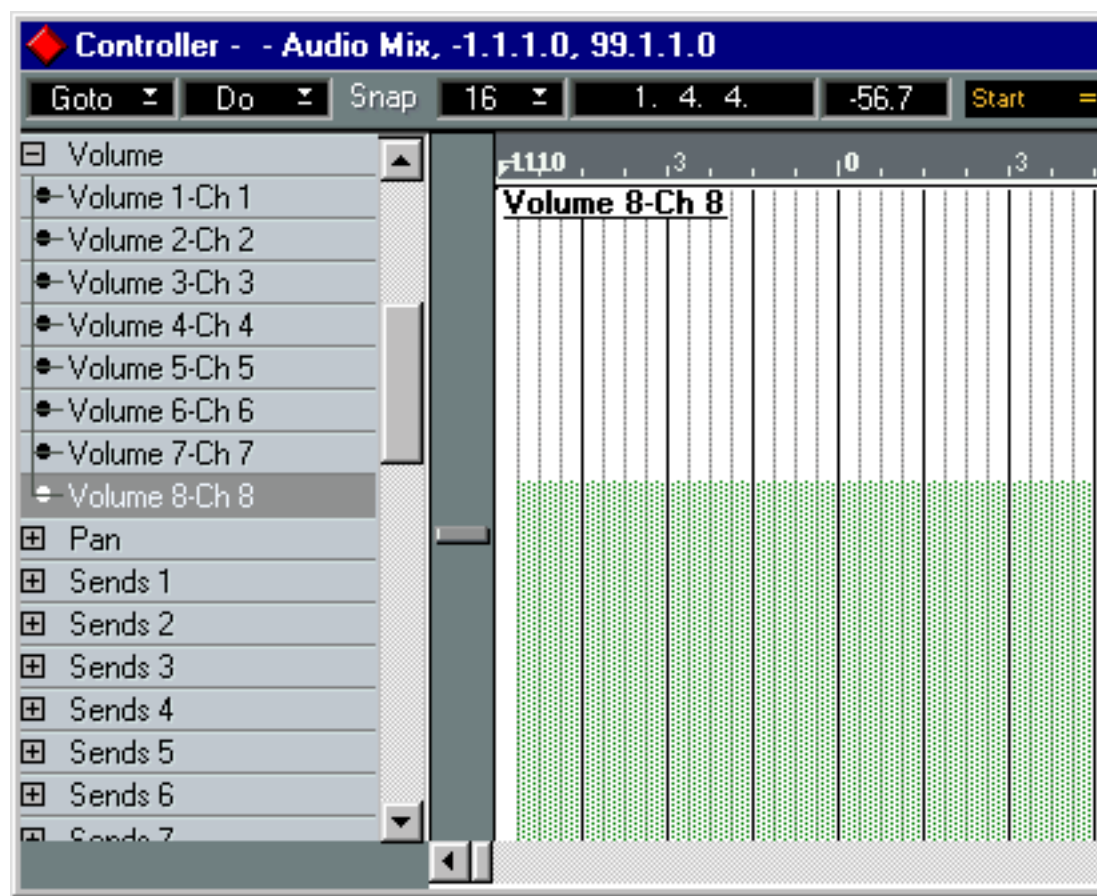 Controller - - Audio Mix, -1.1.1.0, 99.1.1.0
Goto Do Snap 16 1. 4. 4. -56.7 Start =
Volume
Volume 1-Ch 1
Volume 2-Ch 2
Volume 3-Ch 3
Volume 4-Ch 4
Volume 5-Ch 5
Volume 6-Ch 6
Volume 7-Ch 7
Volume 8-Ch 8
Pan
Sends 1
Sends 2
Sends 3
Sends 4
Sends 5
Sends 6
Sends 7
3 0 3
Volume 8-Ch 8